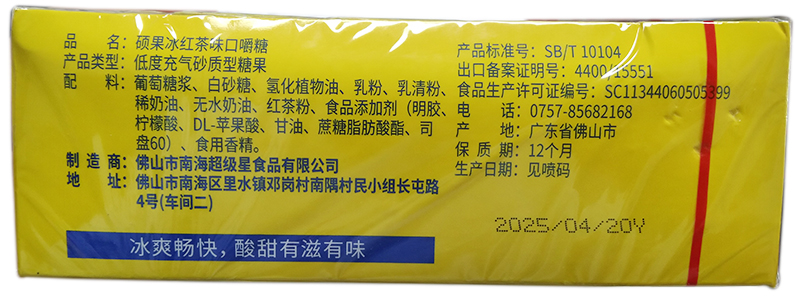 品名：硕果冰红茶味口嚼糖
产品类型：低度充气砂质型糖果
配料：葡萄糖浆、白砂糖、氢化植物油、乳粉、乳清粉、
稀奶油、无水奶油、红茶粉、食品添加剂（明胶、
柠檬酸、DL-苹果酸、甘油、蔗糖脂肪酸酯、司
盘60）、食用香精。
制造商：佛山市南海超级星食品有限公司
地址：佛山市南海区里水镇邓岗村南隅村民小组长屯路
4号(车间二)
冰爽畅快，酸甜有滋有味
产品标准号：SB/T 10104
出口备案证明号：4400/15551
食品生产许可证编号：SC11344060505399
电话：0757-85682168
产地：广东省佛山市
保质期：12个月
生产日期：见喷码
2025/04/20Y